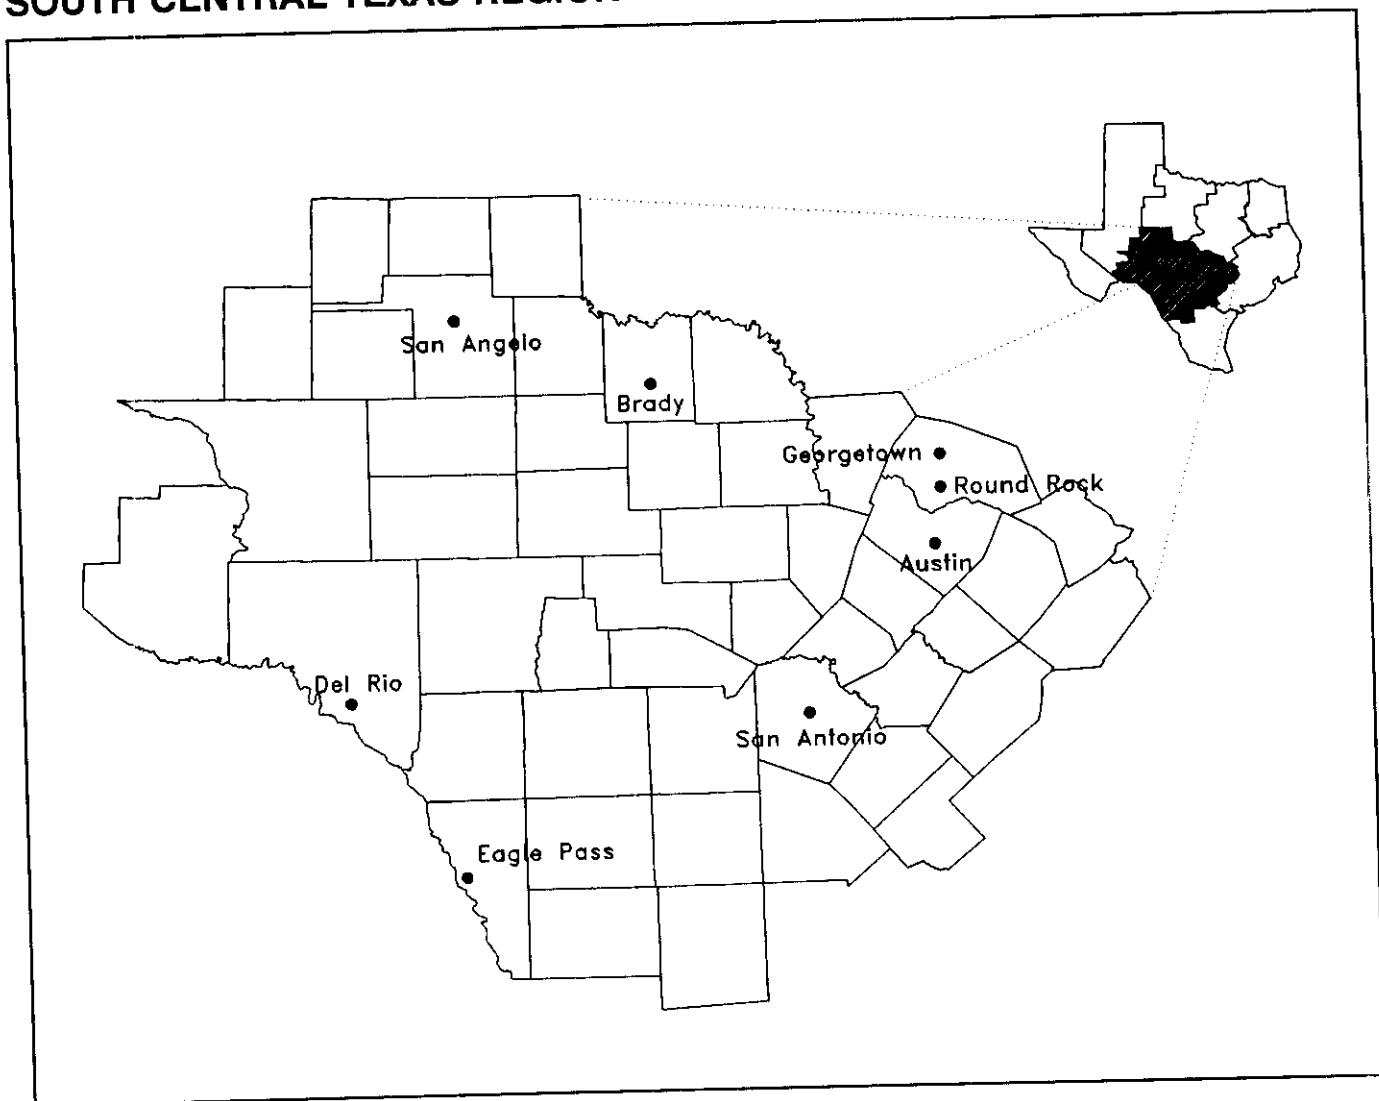 SOUTH CENTRAL TEXAS REGION
San Angelo
Brady
Georgetown
Round Rock
Austin
Del Rio
San Antonio
Eagle Pass